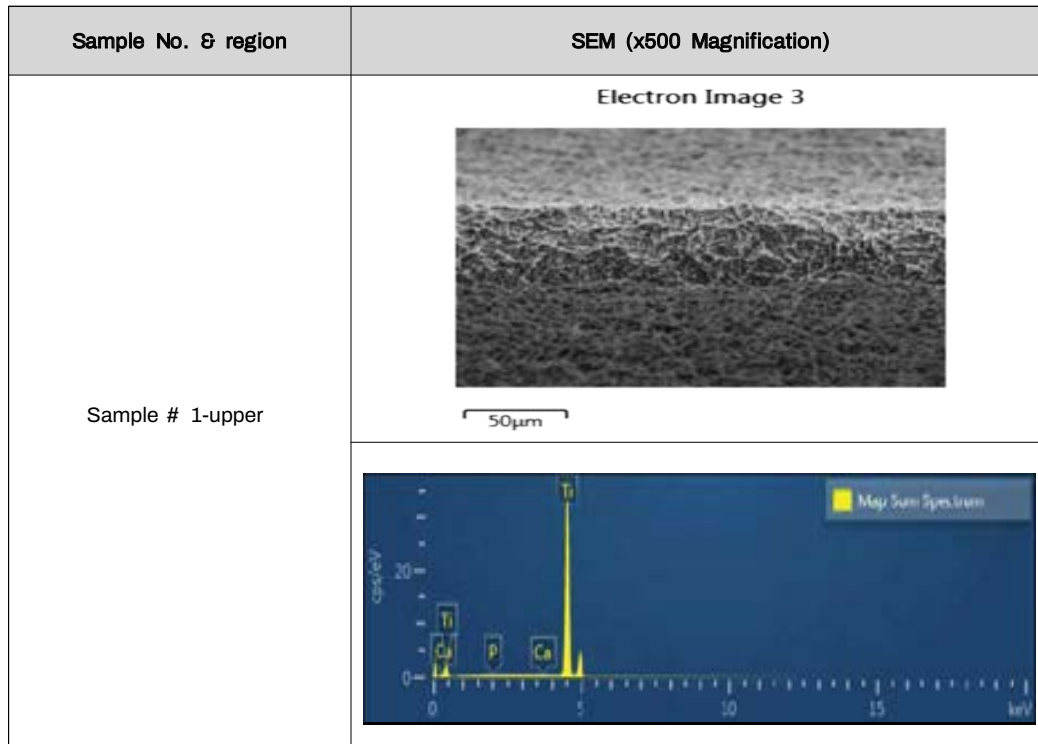 Sample No. & region
SEM (x500 Magnification)
Electron Image 3
50µm
Sample # 1-upper
Ti
Map Sum Spectrum
cps/eV
20
Ti
Ca
P
Ca
0
0
5
10
15
keV